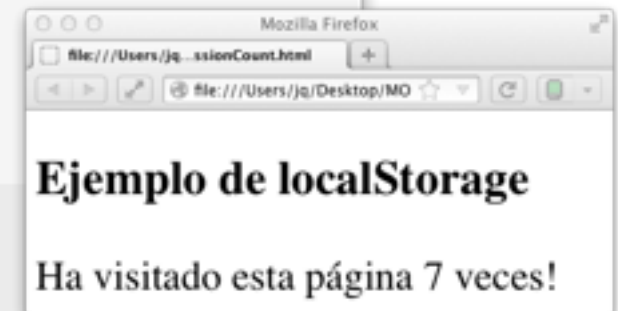 Mozilla Firefox
file:///Users/jq...ssionCount.html
file:///Users/jq/Desktop/MO
Ejemplo de localStorage
Ha visitado esta página 7 veces!